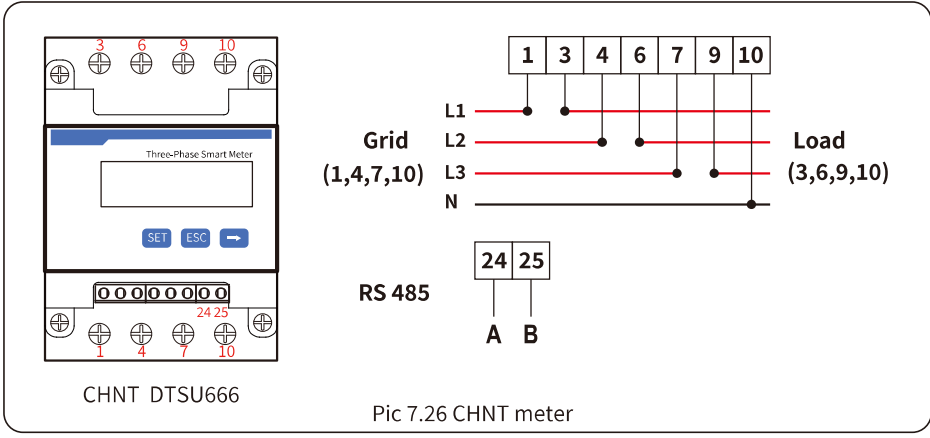 3 6 9 10
Three-Phase Smart Meter
SET ESC
24 25
1 4 7 10
CHNT DTSU666
1 3 4 6 7 9 10
L1
L2
L3
N
Grid
(1,4,7,10)
Load
(3,6,9,10)
24 25
RS 485
A B
Pic 7.26 CHNT meter